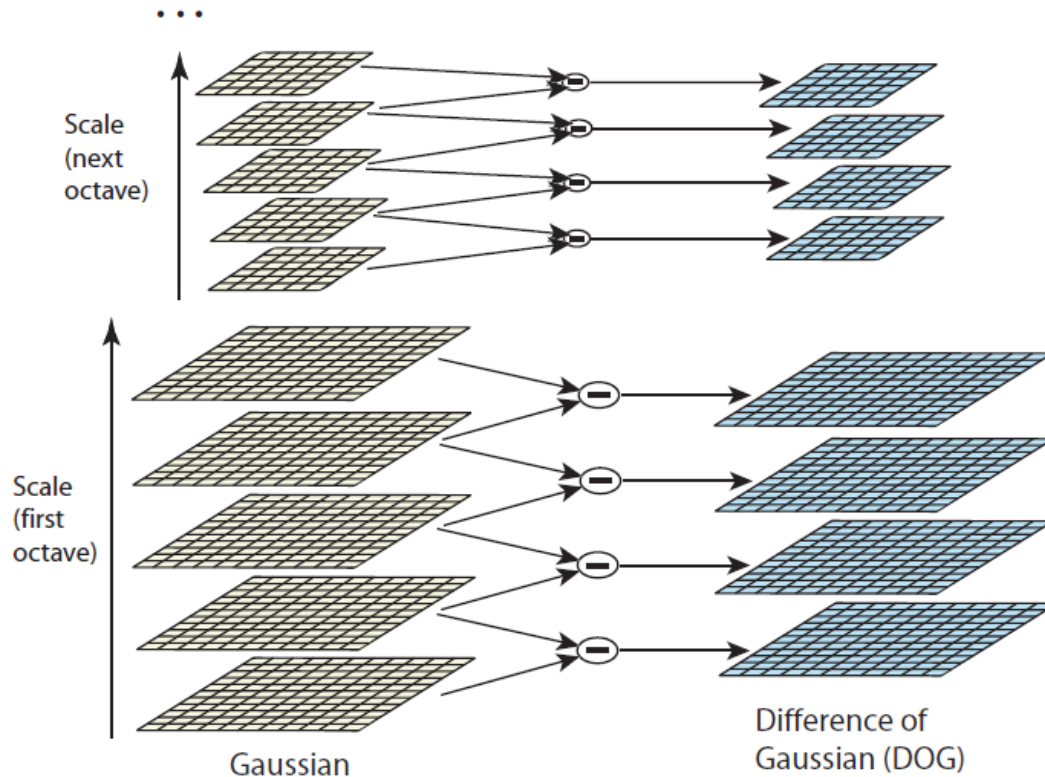 ...
Scale
(next
octave)
Scale
(first
octave)
Gaussian
Difference of
Gaussian (DOG)